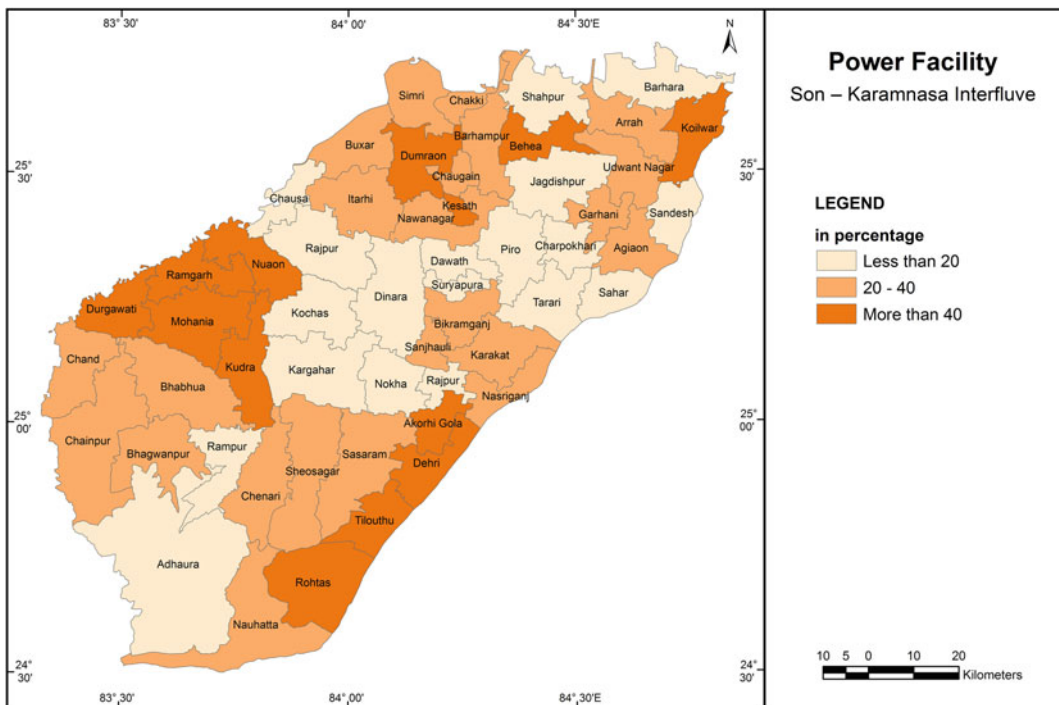 83° 30'
84° 00'
84° 30'E
N
Simri
Chakki
Shahpur
Barhara
Arrah
Koilwar
Buxar
Dumraon
Barhampur
Behea
25°
30'
25°
30'
Chaugain
Udwant Nagar
Jagdishpur
Chausa
Itarhi
Kesath
Nawanagar
Garhani
Sandesh
Rajpur
Piro
Charpokhari
Agiaon
Nuaon
Dawath
Ramgarh
Suryapura
Dinara
Sahar
Durgawati
Kochas
Tarari
Mohania
Bikramganj
Sanjhauli
Karakat
Chand
Kudra
Kargahar
Nokha
Rajpur
Bhabhua
Nasriganj
25°
00'
25°
00'
Akorhi Gola
Chainpur
Rampur
Bhagwanpur
Sasaram
Dehri
Sheosagar
Chenari
Tilouthu
Adhaura
Rohtas
Nauhatta
24°
30'
24°
30'
83° 30'
84° 00'
84° 30'E
Power Facility
Son – Karamnasa Interfluve
LEGEND
in percentage
Less than 20
20 - 40
More than 40
10 5 0 10 20
Kilometers